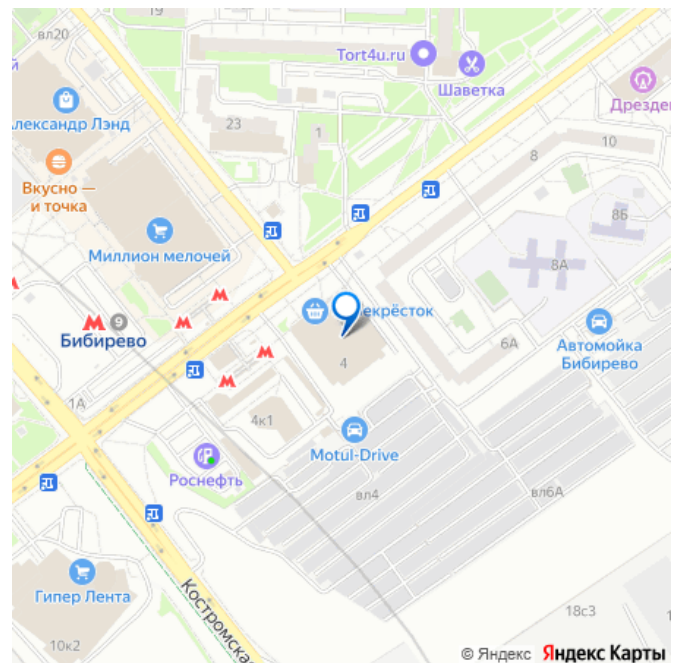 19
вл20
Tort4u.ru
Шаветка
Дрезден
Александр Лэнд
23
1
10
8
Вкусно —
и точка
8Б
Миллион мелочей
8А
9
Бибирево
екрёсток
6А
Автомойка
Бибирево
4
1А
4к1
Motul-Drive
Роснефть
вл4
вл6А
Гипер Лента
Костромская
18с3
10к2
© Яндекс Яндекс Карты